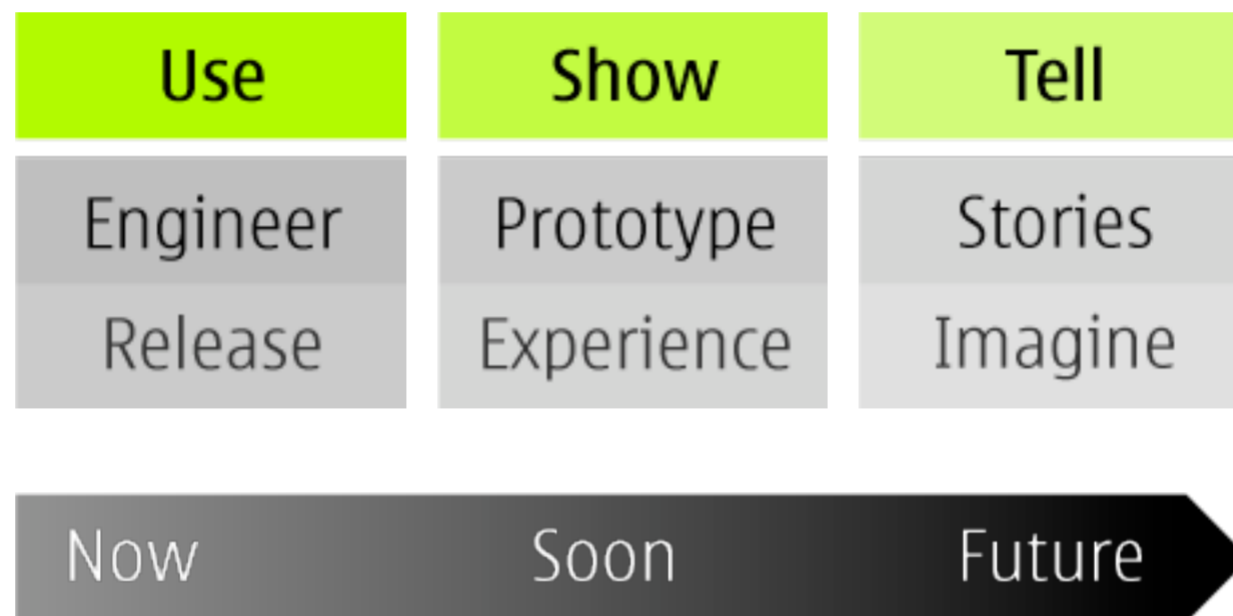 Use Show Tell
Engineer Prototype Stories
Release Experience Imagine
Now Soon Future